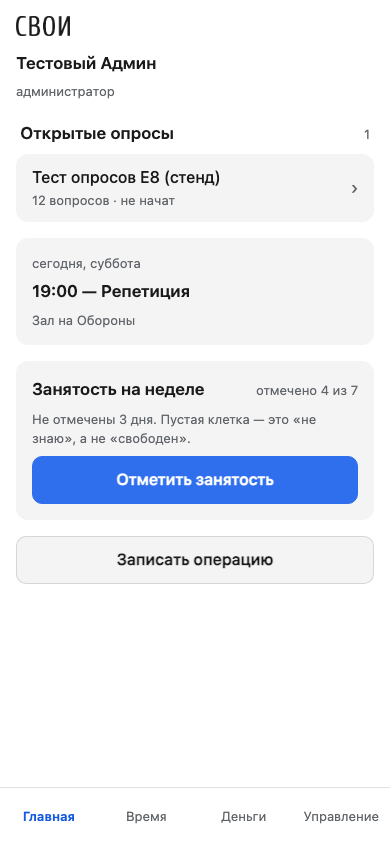 СВОИ
Тестовый Админ
администратор
Открытые опросы 1
Тест опросов Е8 (стенд)
12 вопросов · не начат
›
сегодня, суббота
19:00 — Репетиция
Зал на Обороны
Занятость на неделе отмечено 4 из 7
Не отмечены 3 дня. Пустая клетка — это «не
знаю», а не «свободен».
Отметить занятость
Записать операцию
Главная Время Деньги Управление